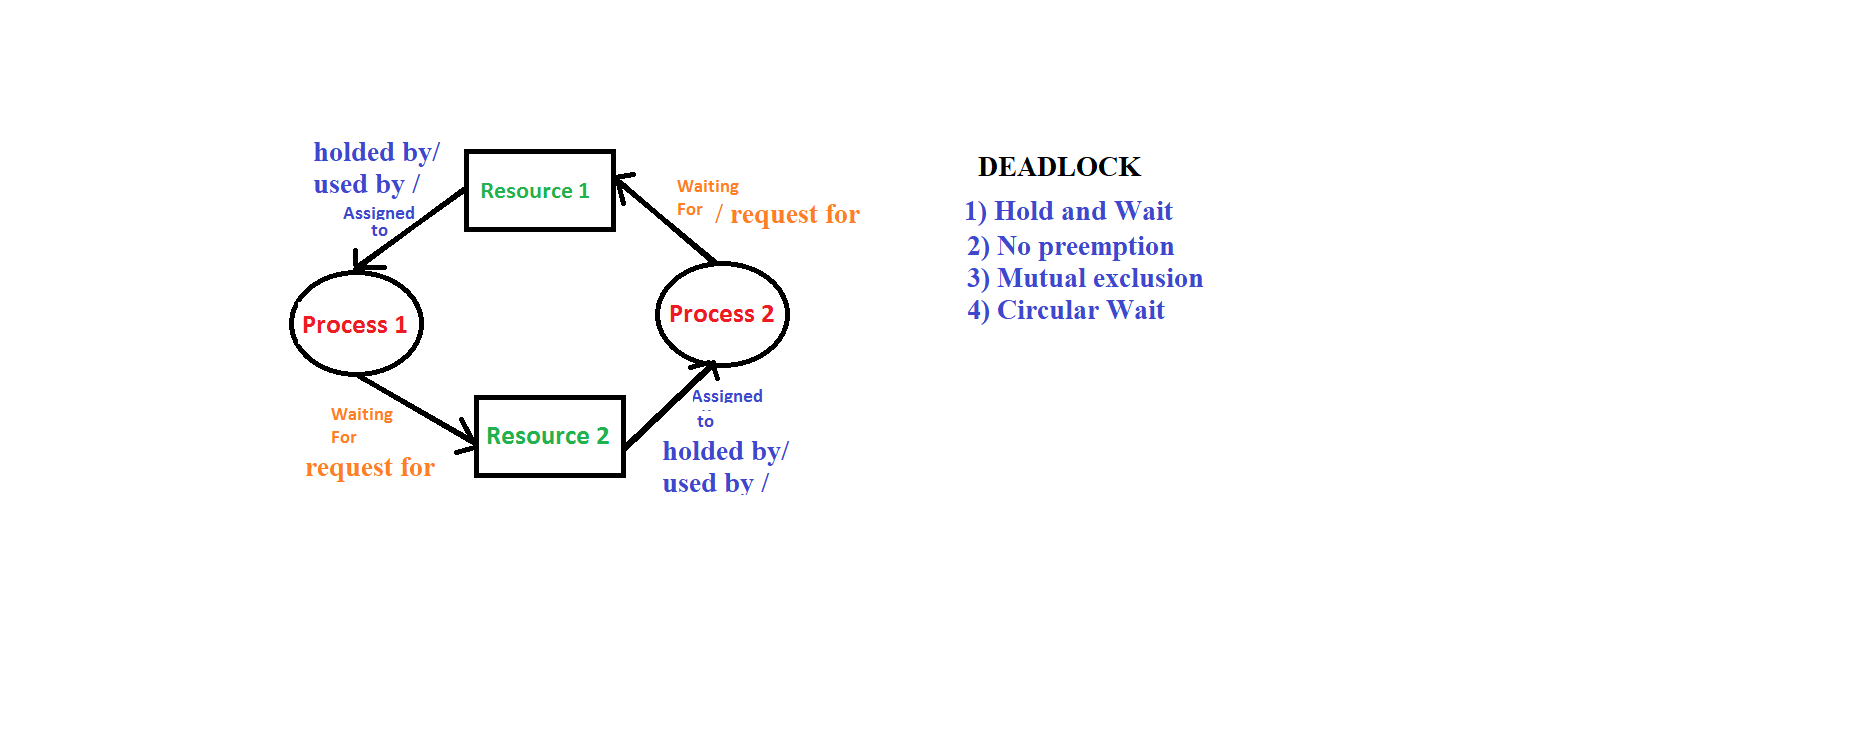 holded by/
used by /
Assigned
to
Resource 1
Waiting
For / request for
Process 1
Process 2
Waiting
For
request for
Resource 2
Assigned
to
holded by/
used by /
DEADLOCK
1) Hold and Wait
2) No preemption
3) Mutual exclusion
4) Circular Wait